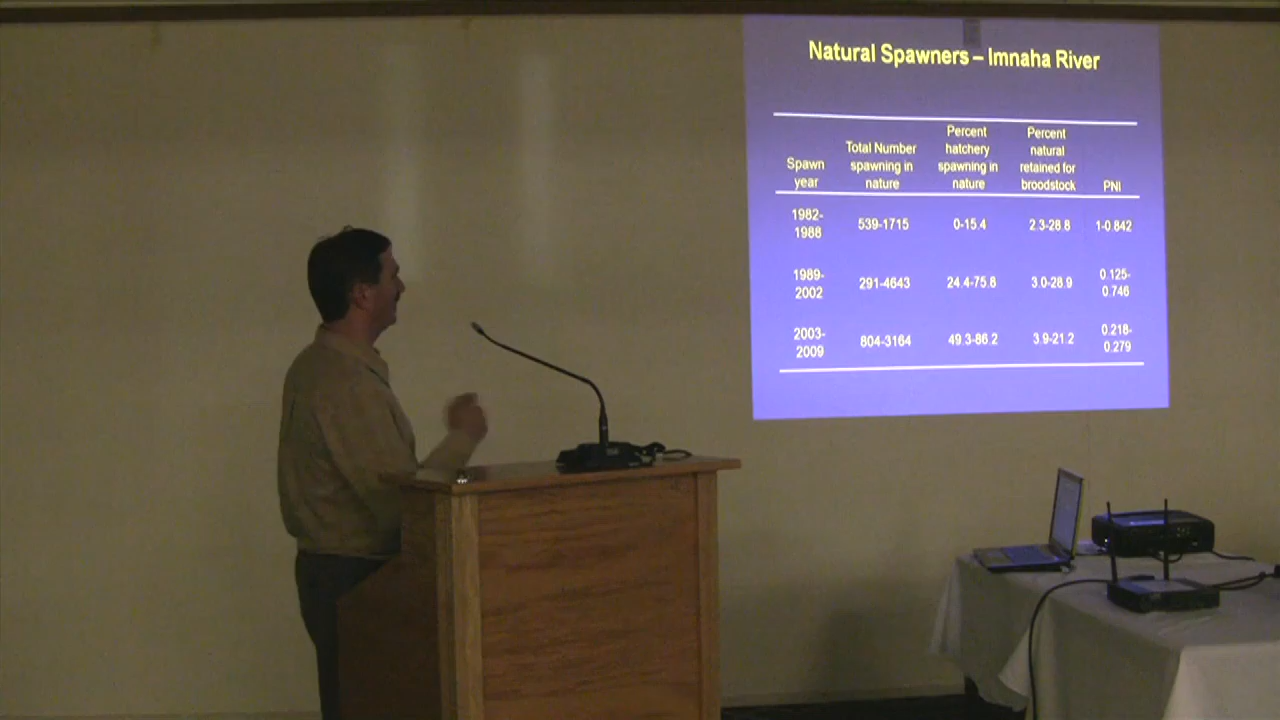 Natural Spawners – Imnaha River
Spawn year
Total Number spawning in nature
Percent hatchery spawning in nature
Percent natural retained for broodstock
PNI
1982-1988 539-1715 0-15.4 2.3-28.8 1-0.842
1989-2002 291-4643 24.4-75.8 3.0-28.9 0.125-0.746
2003-2009 804-3164 49.3-86.2 3.9-21.2 0.218-0.279